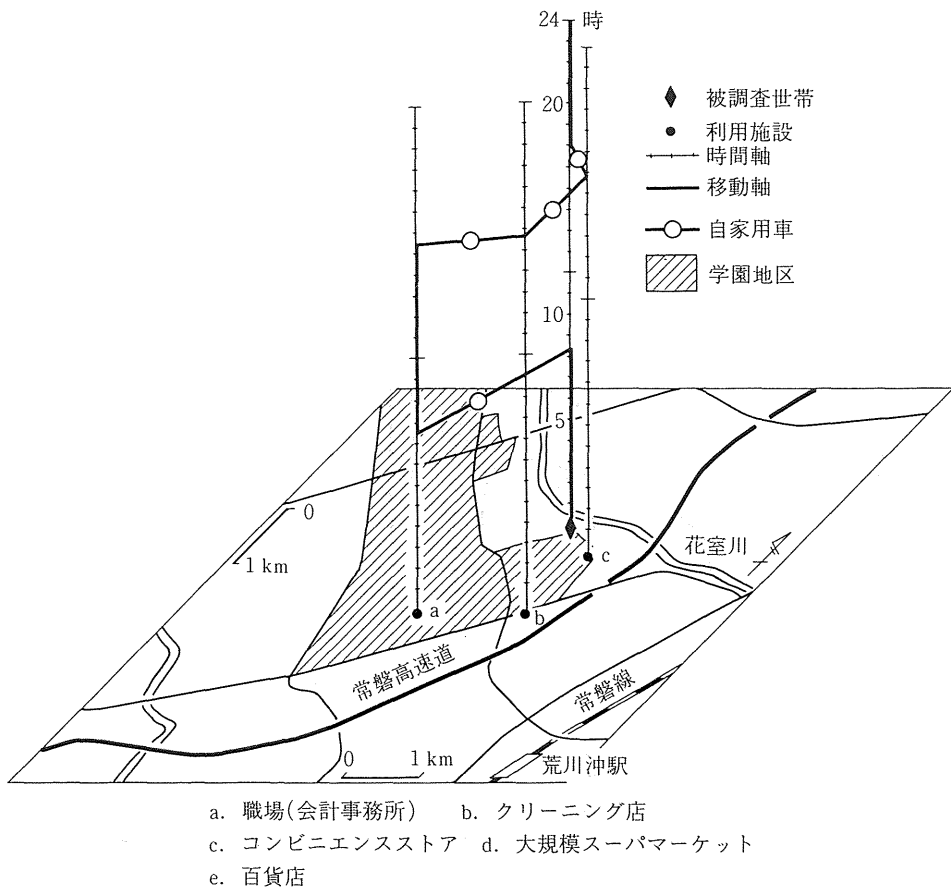 24 時
20
10
5
被調査世帯
利用施設
時間軸
移動軸
自家用車
学園地区
0
1 km
a
b
c
花室川
常磐高速道
常磐線
荒川沖駅
0 1 km
a. 職場(会計事務所) b. クリーニング店
c. コンビニエンスストア d. 大規模スーパマーケット
e. 百貨店